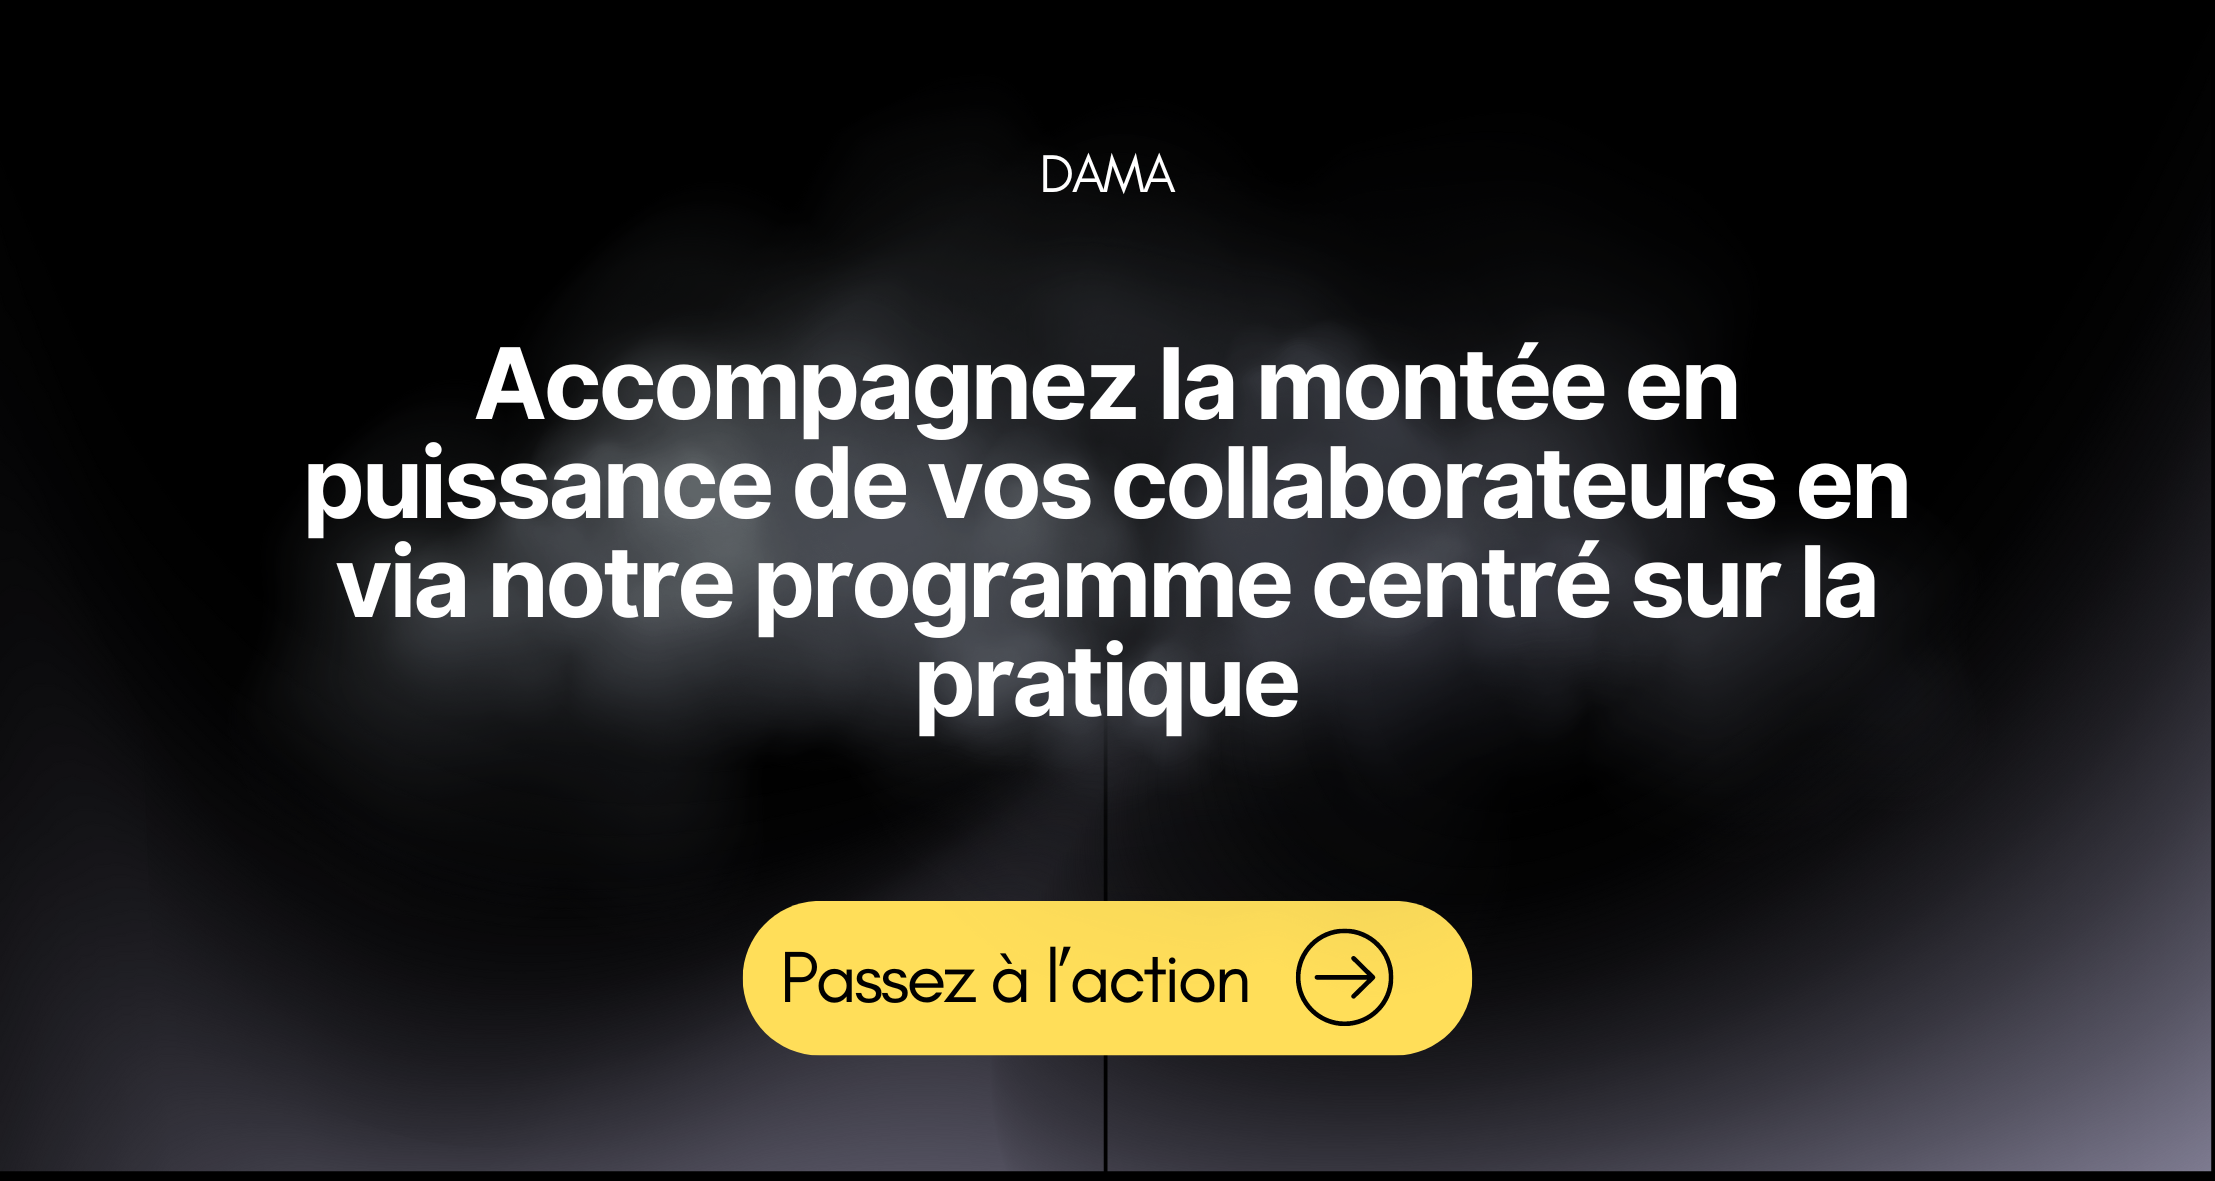 DAMA
Accompagnez la montée en
puissance de vos collaborateurs en
via notre programme centré sur la
pratique
Passez à l'action